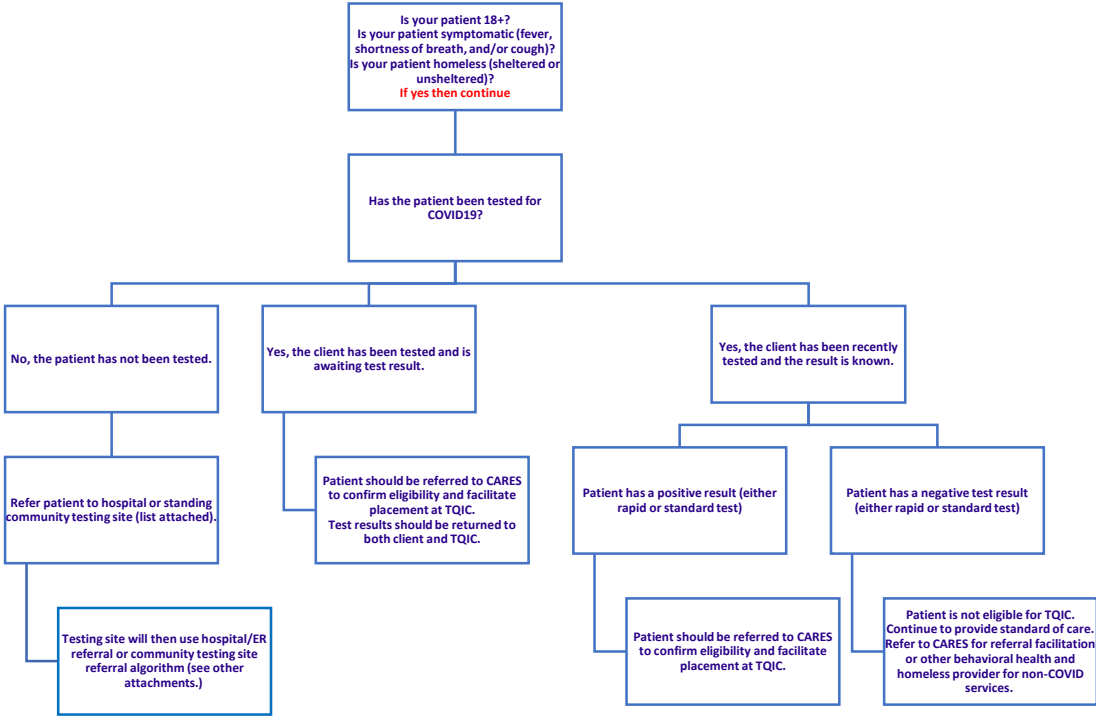 Is your patient 18+?
Is your patient symptomatic (fever,
shortness of breath, and/or cough)?
Is your patient homeless (sheltered or
unsheltered)?
If yes then continue
Has the patient been tested for
COVID19?
No, the patient has not been tested.
Yes, the client has been tested and is
awaiting test result.
Yes, the client has been recently
tested and the result is known.
Refer patient to hospital or standing
community testing site (list attached).
Patient should be referred to CARES
to confirm eligibility and facilitate
placement at TQIC.
Test results should be returned to
both client and TQIC.
Patient has a positive result (either
rapid or standard test)
Patient has a negative test result
(either rapid or standard test)
Testing site will then use hospital/ER
referral or community testing site
referral algorithm (see other
attachments.)
Patient should be referred to CARES
to confirm eligibility and facilitate
placement at TQIC.
Patient is not eligible for TQIC.
Continue to provide standard of care.
Refer to CARES for referral facilitation
or other behavioral health and
homeless provider for non-COVID
services.